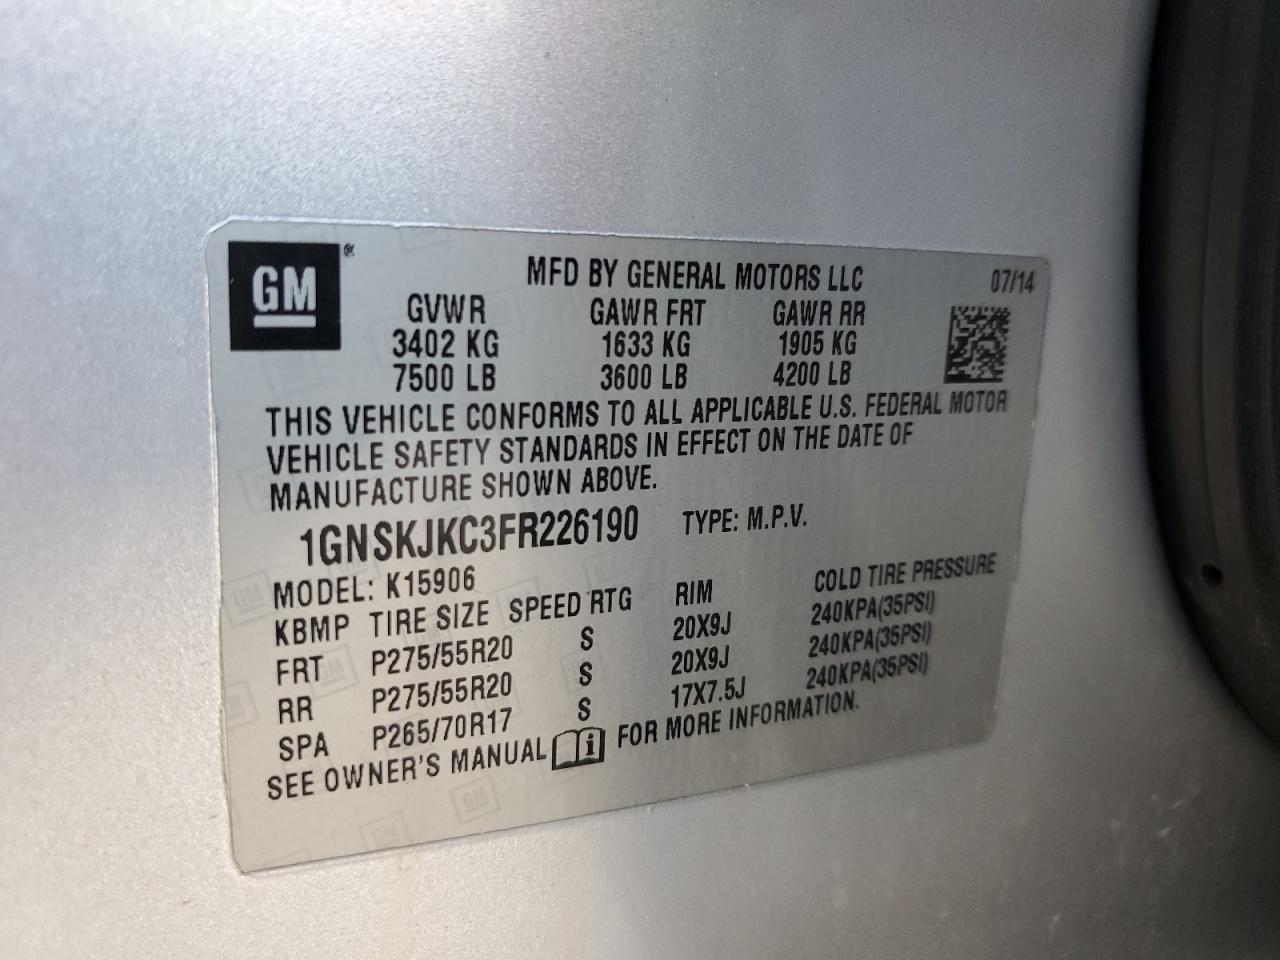 GM ®
MFD BY GENERAL MOTORS LLC 07/14
GVWR GAWR FRT GAWR RR
3402 KG 1633 KG 1905 KG
7500 LB 3600 LB 4200 LB
THIS VEHICLE CONFORMS TO ALL APPLICABLE U.S. FEDERAL MOTOR
VEHICLE SAFETY STANDARDS IN EFFECT ON THE DATE OF
MANUFACTURE SHOWN ABOVE.
1GNSKJKC3FR226190 TYPE: M.P.V.
MODEL: K15906
KBMP TIRE SIZE SPEED RTG RIM COLD TIRE PRESSURE
FRT P275/55R20 S 20X9J 240KPA(35PSI)
RR P275/55R20 S 20X9J 240KPA(35PSI)
SPA P265/70R17 S 17X7.5J 240KPA(35PSI)
SEE OWNER'S MANUAL i FOR MORE INFORMATION.